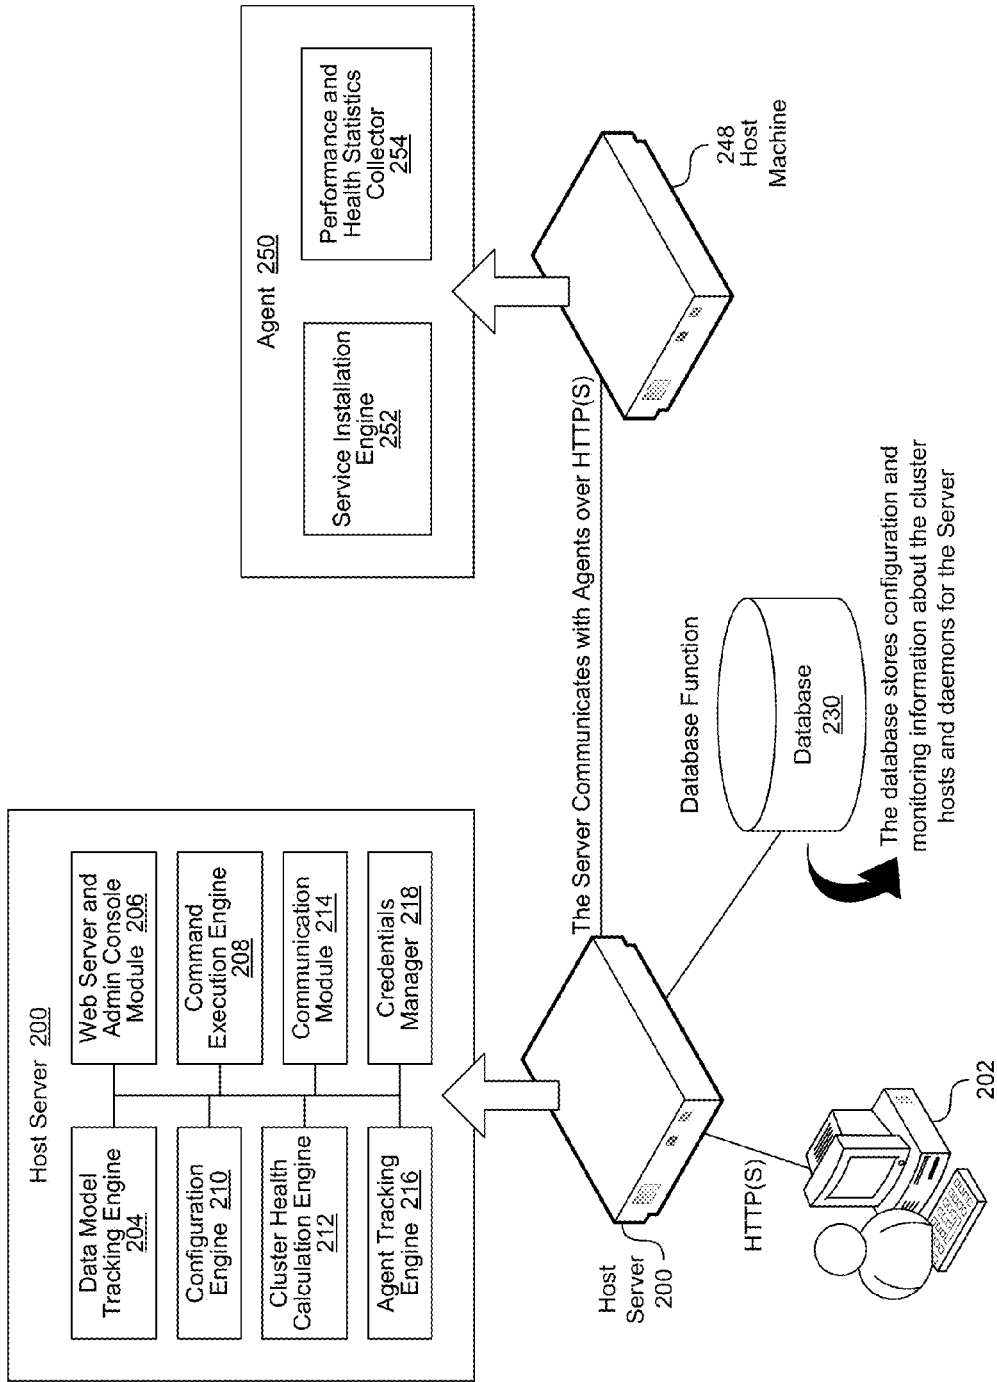 Host Server 200
Data Model
Tracking Engine
204
Web Server and
Admin Console
Module 206
Configuration
Engine 210
Command
Execution Engine
208
Cluster Health
Calculation Engine
212
Communication
Module 214
Agent Tracking
Engine 216
Credentials
Manager 218
Agent 250
Service Installation
Engine
252
Performance and
Health Statistics
Collector
254
Host
Server
200
The Server Communicates with Agents over HTTP(S)
248
Host
Machine
HTTP(S)
202
Database Function
Database
230
The database stores configuration and
monitoring information about the cluster
hosts and daemons for the Server